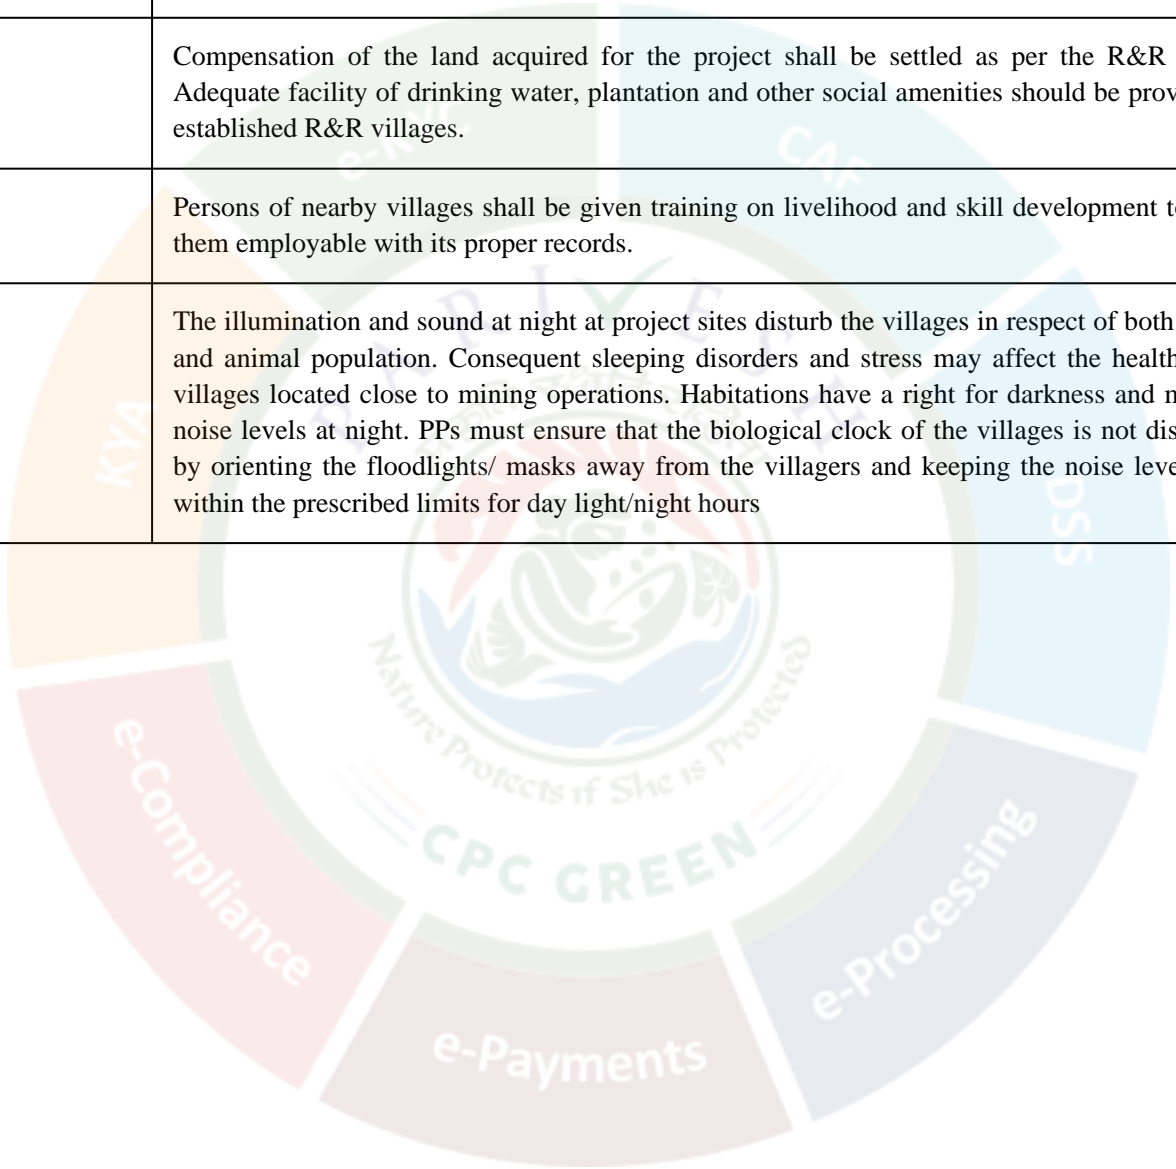 Compensation of the land acquired for the project shall be settled as per the R&R
Adequate facility of drinking water, plantation and other social amenities should be
established R&R villages.
Persons of nearby villages shall be given training on livelihood and skill development
them employable with its proper records.
The illumination and sound at night at project sites disturb the villages in respect of both
and animal population. Consequent sleeping disorders and stress may affect the health
villages located close to mining operations. Habitations have a right for darkness and
noise levels at night. PPs must ensure that the biological clock of the villages is not
by orienting the floodlights/ masks away from the villagers and keeping the noise
within the prescribed limits for day light/night hours
e-KYC
CAF
KYA
PARIVESH
DSS
Nature Protects if She is Protected
CPC GREEN
e-Compliance
e-Processing
e-Payments